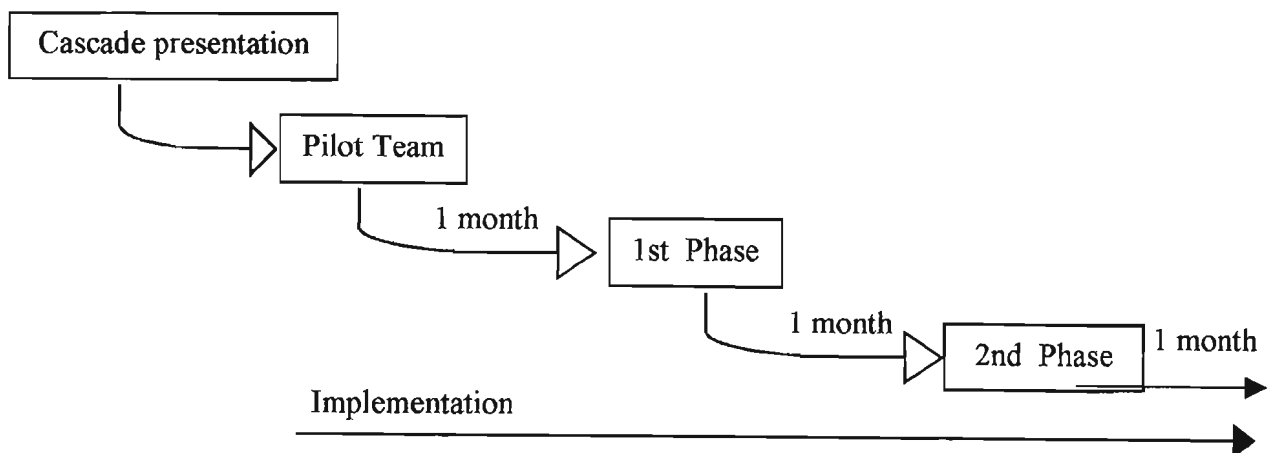 Cascade presentation
Pilot Team
1 month
1st Phase
1 month
2nd Phase
1 month
Implementation